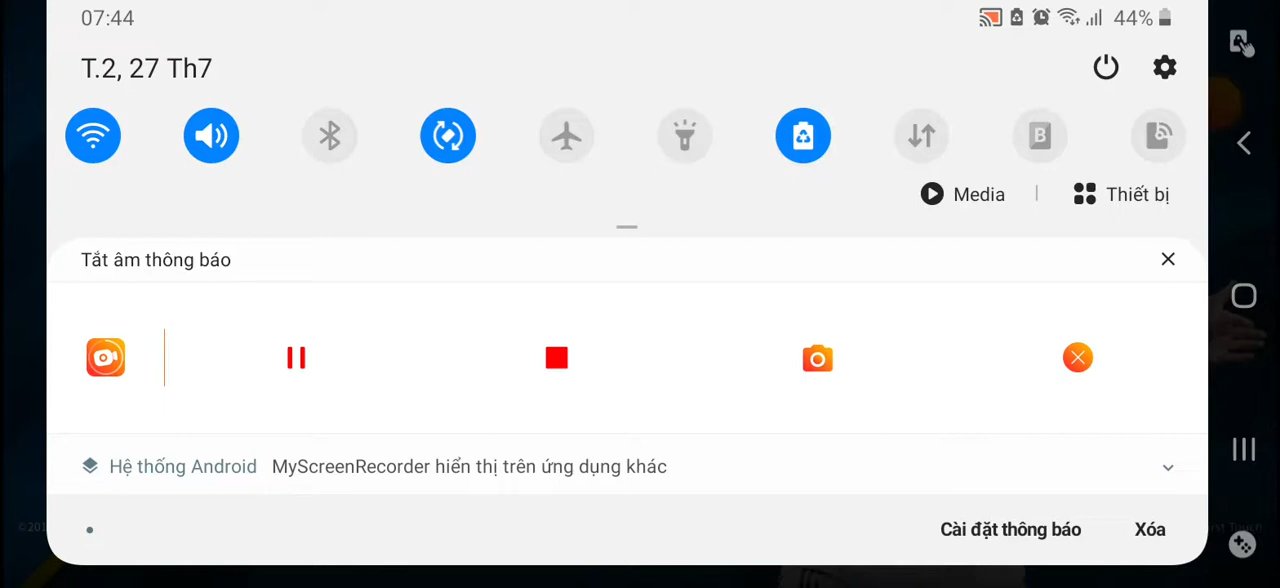 07:44
44%
T.2, 27 Th7
Media
Thiết bị
Tắt âm thông báo
Hệ thống Android MyScreenRecorder hiển thị trên ứng dụng khác
Cài đặt thông báo
Xóa